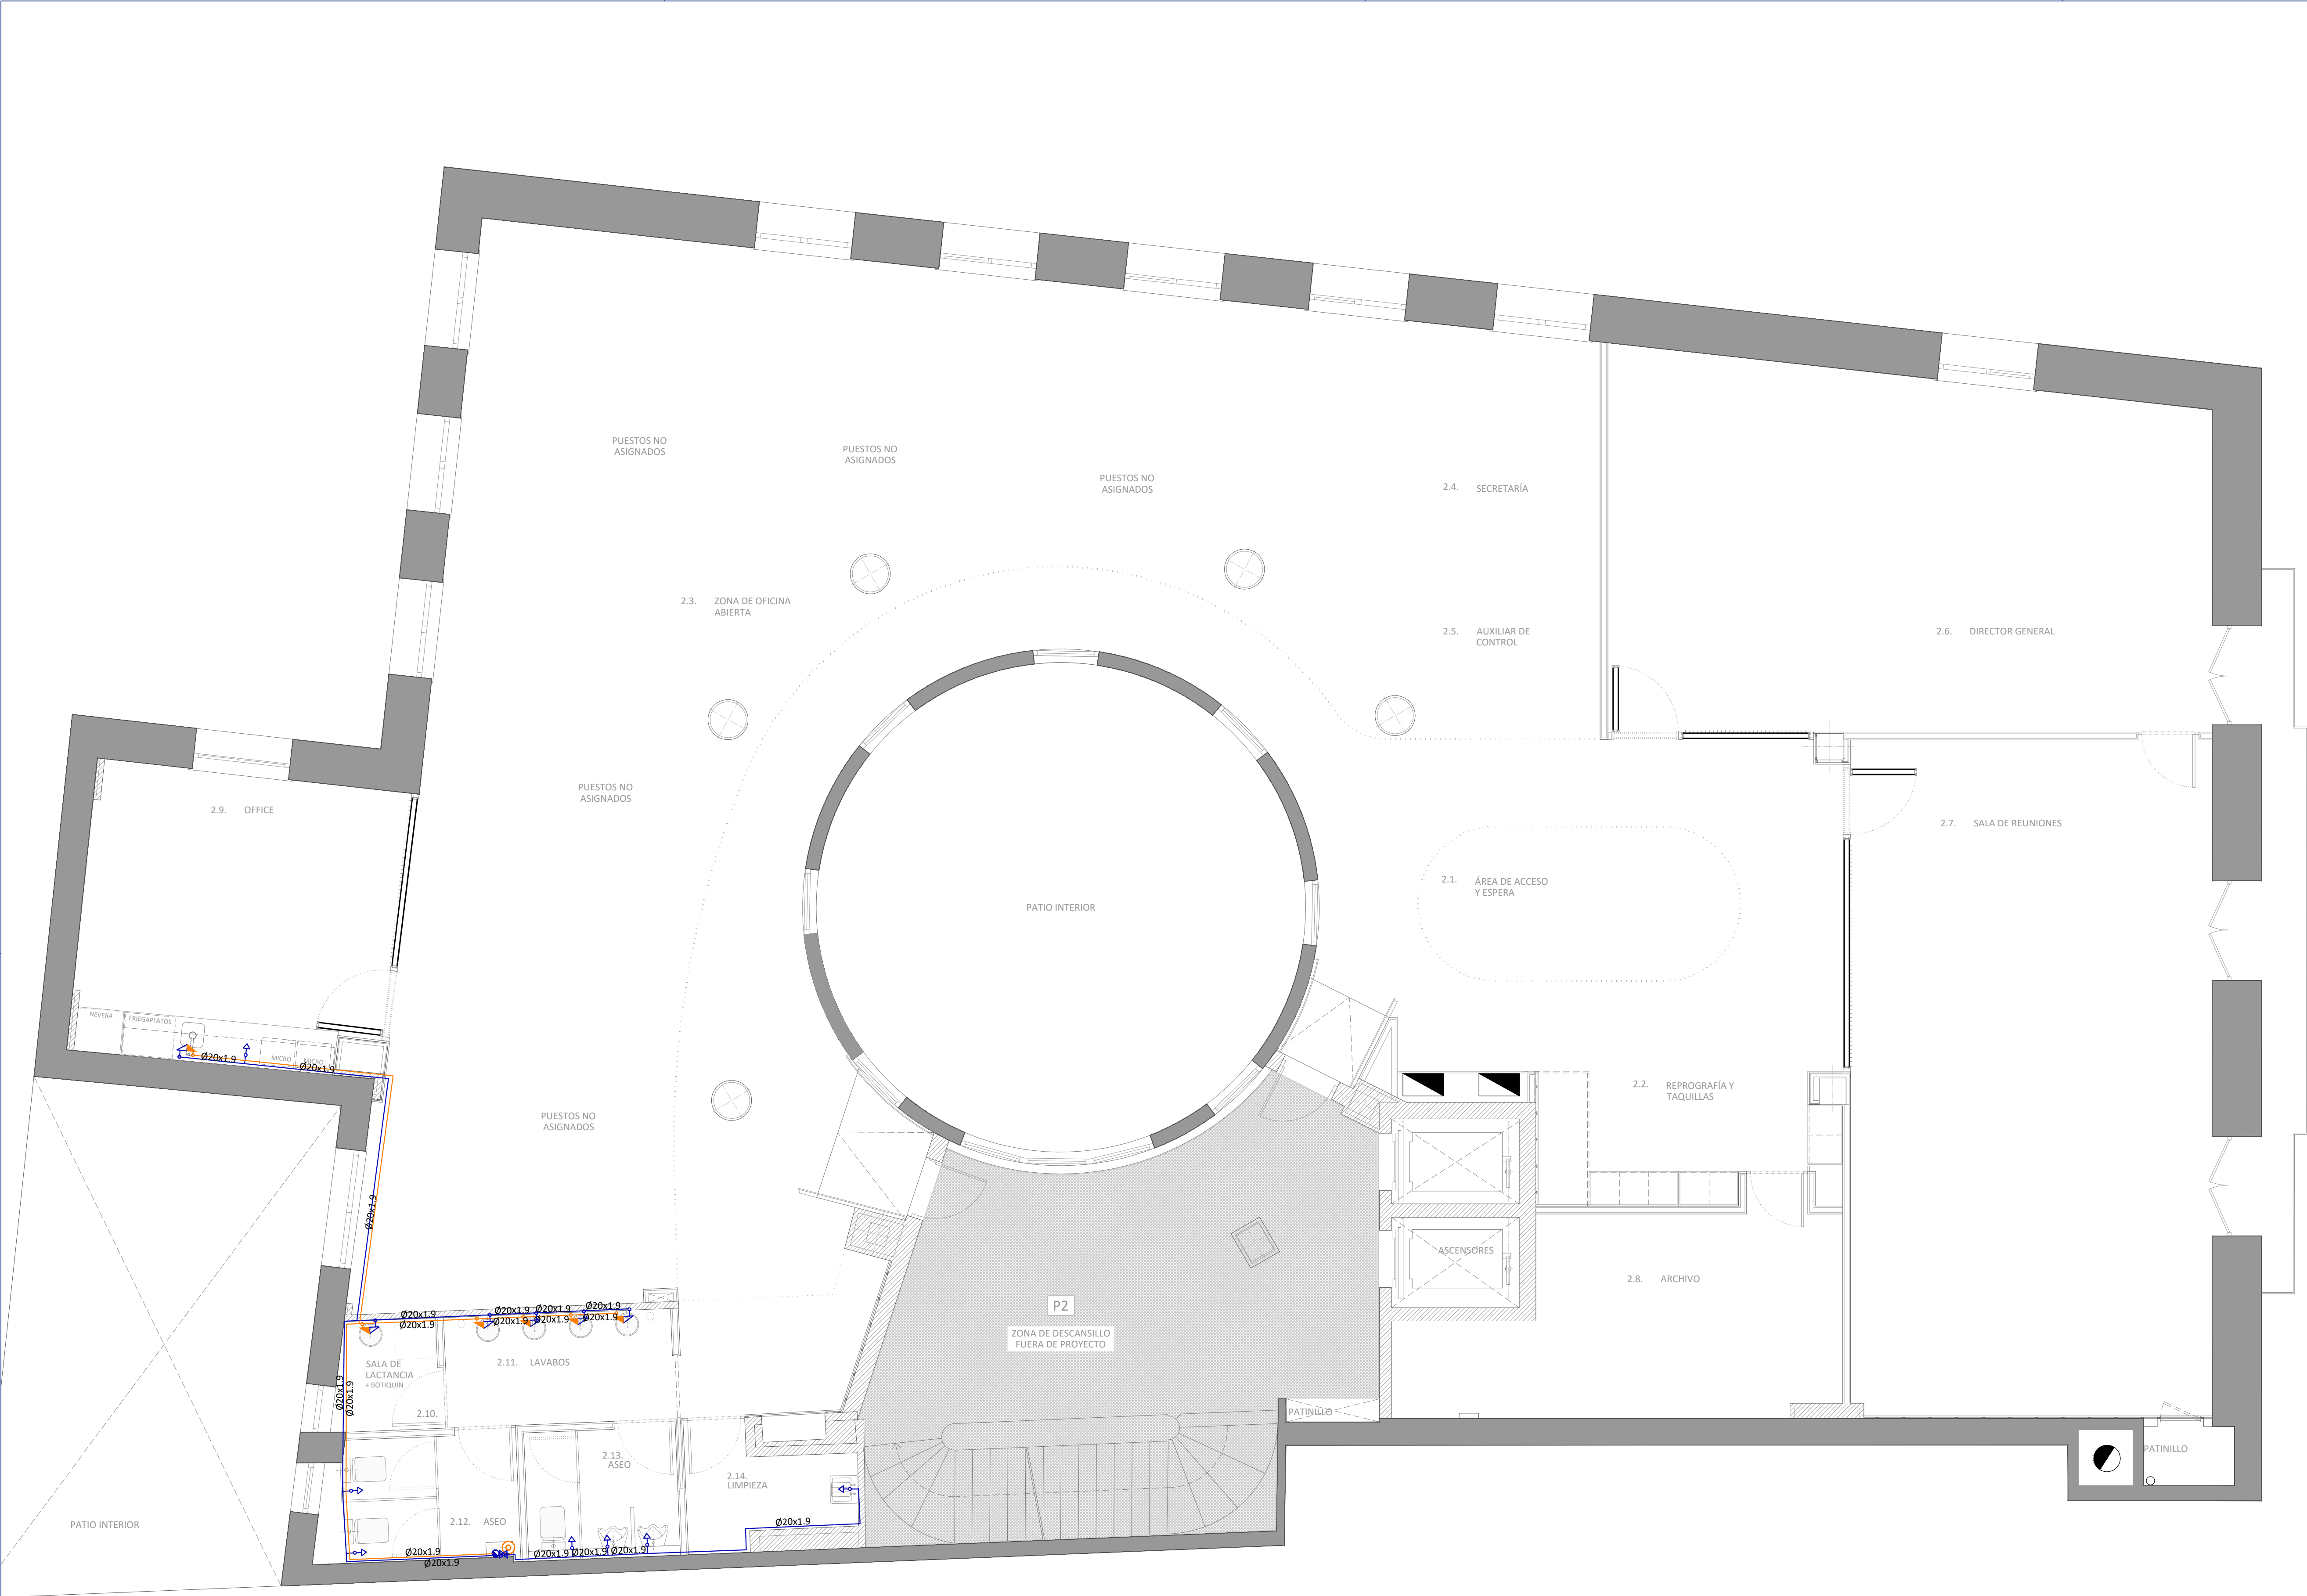 PUESTOS NO
ASIGNADOS
PUESTOS NO
ASIGNADOS
PUESTOS NO
ASIGNADOS
2.4. SECRETARÍA
2.3. ZONA DE OFICINA
ABIERTA
2.5. AUXILIAR DE
CONTROL
2.6. DIRECTOR GENERAL
PUESTOS NO
ASIGNADOS
2.9. OFFICE
2.7. SALA DE REUNIONES
2.1. ÁREA DE ACCESO
Y ESPERA
PATIO INTERIOR
NEVERA
FRIEGAPLATOS
MICRO
MICRO
Ø20x1.9
Ø20x1.9
2.2. REPROGRAFÍA Y
TAQUILLAS
PUESTOS NO
ASIGNADOS
Ø20x1.9
ASCENSORES
2.8. ARCHIVO
P2
ZONA DE DESCANSILLO
FUERA DE PROYECTO
Ø20x1.9
Ø20x1.9
Ø20x1.9
Ø20x1.9
Ø20x1.9
Ø20x1.9
Ø20x1.9
Ø20x1.9
SALA DE
LACTANCIA
+ BOTIQUÍN
2.11. LAVABOS
Ø20x1.9
Ø20x1.9
2.10.
PATINILLO
PATINILLO
2.13.
ASEO
2.14.
LIMPIEZA
2.12. ASEO
PATIO INTERIOR
Ø20x1.9
Ø20x1.9
Ø20x1.9
Ø20x1.9
Ø20x1.9
Ø20x1.9